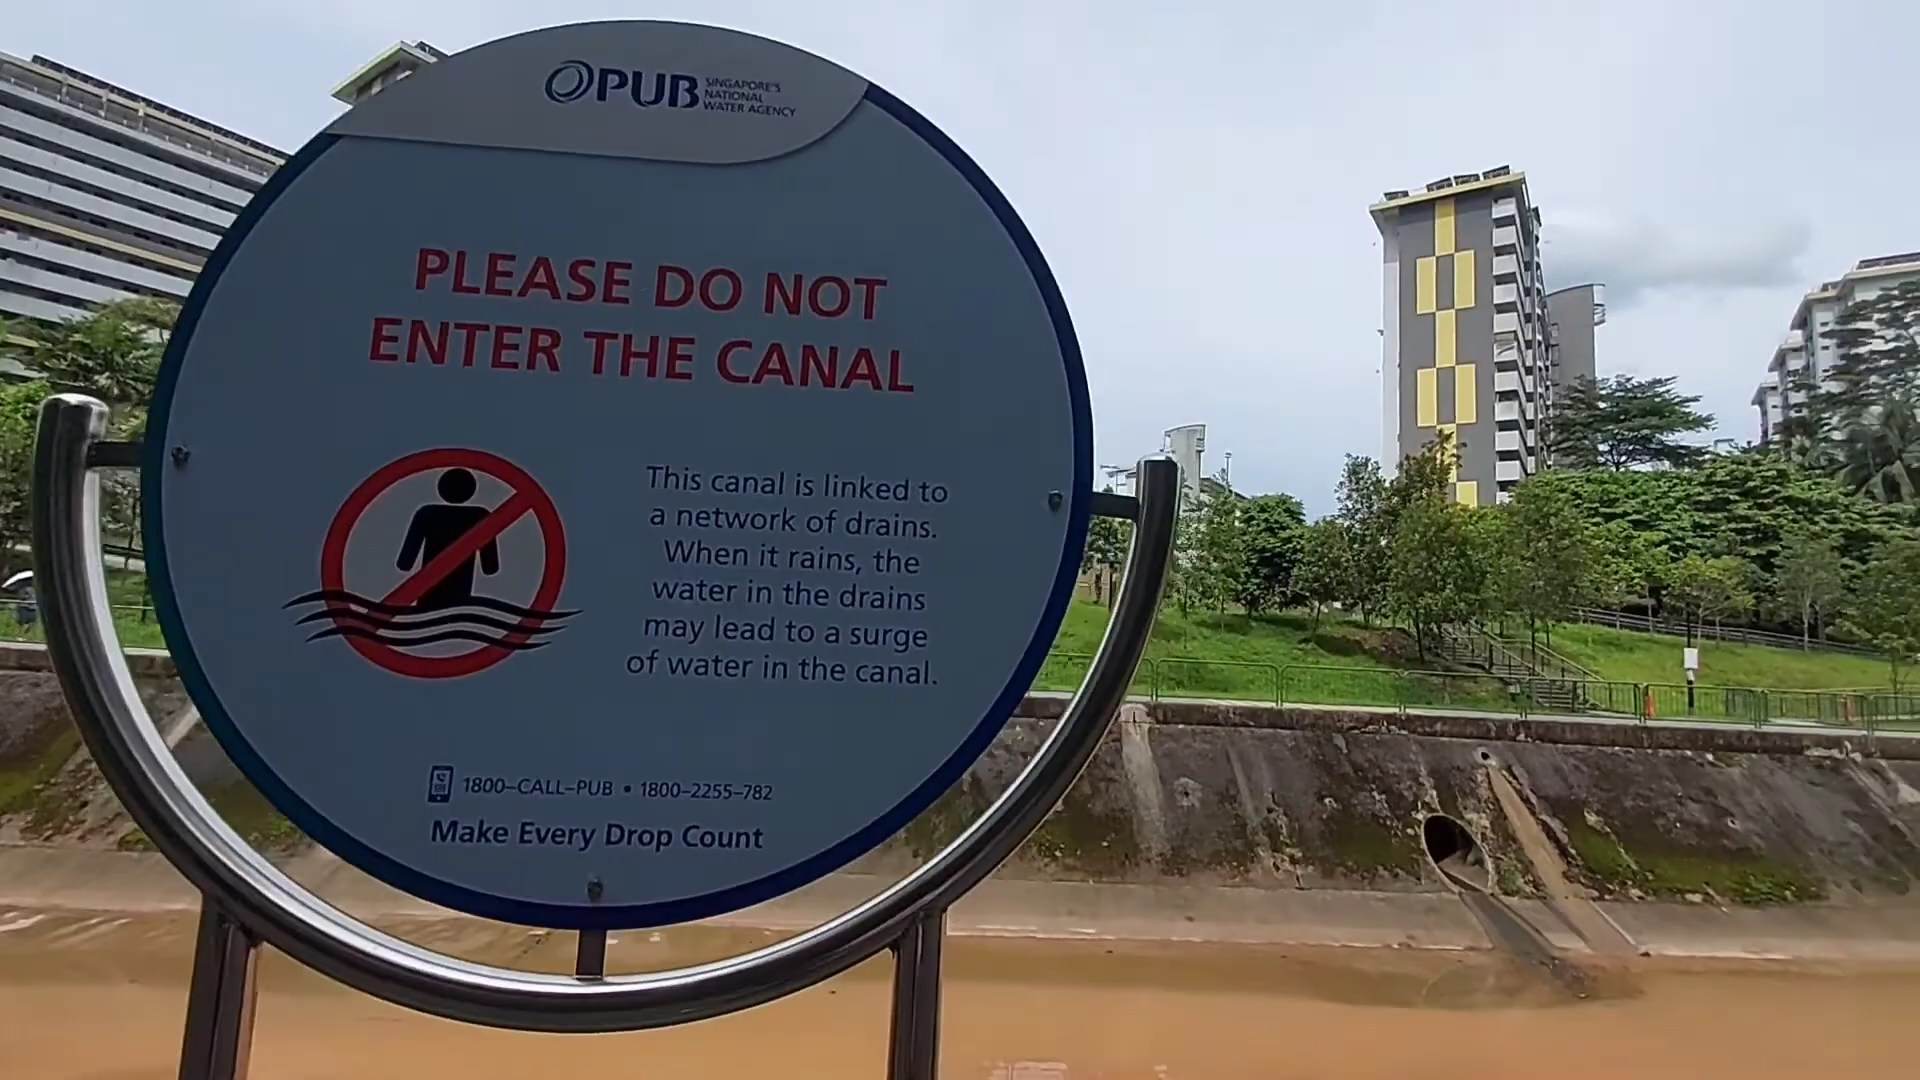 PUB
SINGAPORE'S
NATIONAL
WATER AGENCY
PLEASE DO NOT
ENTER THE CANAL
This canal is linked to
a network of drains.
When it rains, the
water in the drains
may lead to a surge
of water in the canal.
1800–CALL–PUB • 1800–2255–782
Make Every Drop Count